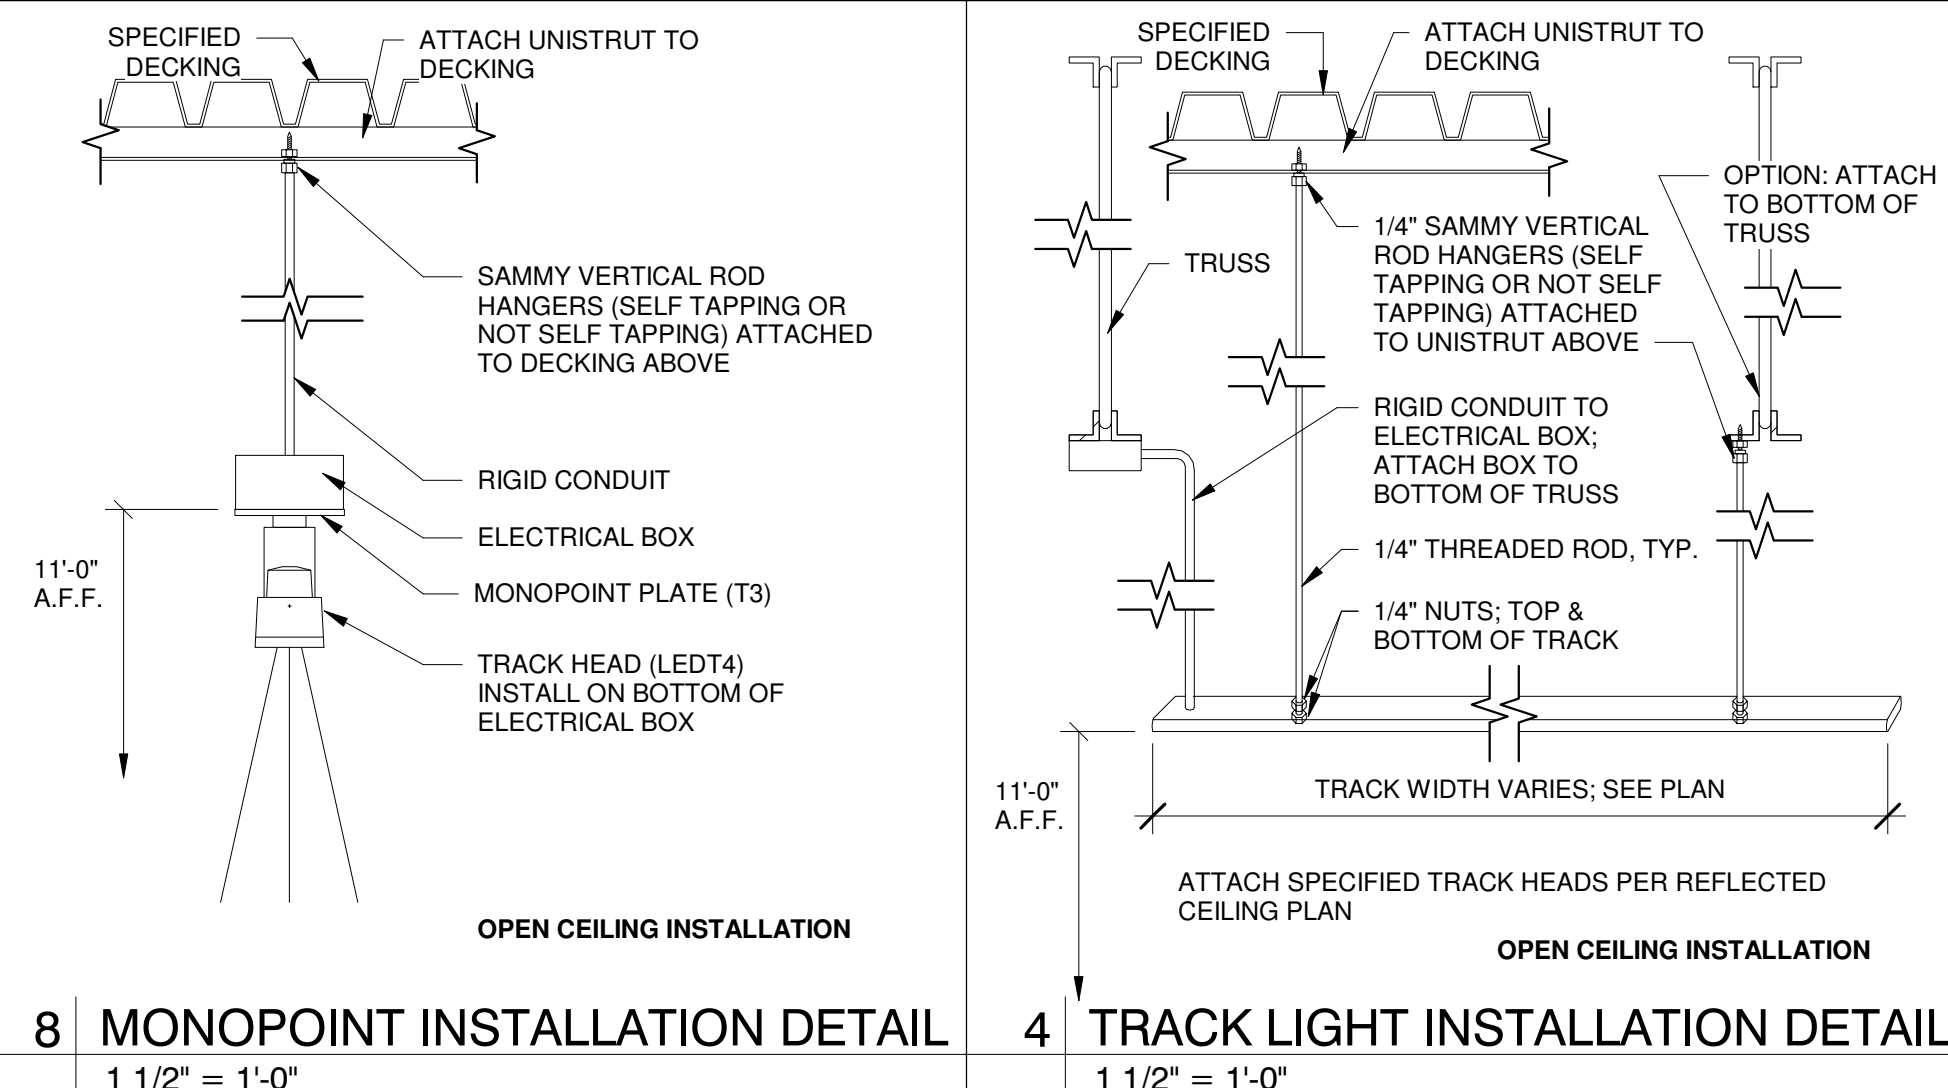 SPECIFIED
DECKING
ATTACH UNISTRUT TO
DECKING
SAMMY VERTICAL ROD
HANGERS (SELF TAPPING OR
NOT SELF TAPPING) ATTACHED
TO DECKING ABOVE
RIGID CONDUIT
ELECTRICAL BOX
MONOPOINT PLATE (T3)
TRACK HEAD (LEDT4)
INSTALL ON BOTTOM OF
ELECTRICAL BOX
11'-0"
A.F.F.
OPEN CEILING INSTALLATION
8 MONOPOINT INSTALLATION DETAIL
1 1/2" = 1'-0"
SPECIFIED
DECKING
ATTACH UNISTRUT TO
DECKING
OPTION: ATTACH
TO BOTTOM OF
TRUSS
TRUSS
1/4" SAMMY VERTICAL
ROD HANGERS (SELF
TAPPING OR NOT SELF
TAPPING) ATTACHED
TO UNISTRUT ABOVE
RIGID CONDUIT TO
ELECTRICAL BOX;
ATTACH BOX TO
BOTTOM OF TRUSS
1/4" THREADED ROD, TYP.
1/4" NUTS; TOP &
BOTTOM OF TRACK
11'-0"
A.F.F.
TRACK WIDTH VARIES; SEE PLAN
ATTACH SPECIFIED TRACK HEADS PER REFLECTED
CEILING PLAN
OPEN CEILING INSTALLATION
4 TRACK LIGHT INSTALLATION DETAIL
1 1/2" = 1'-0"